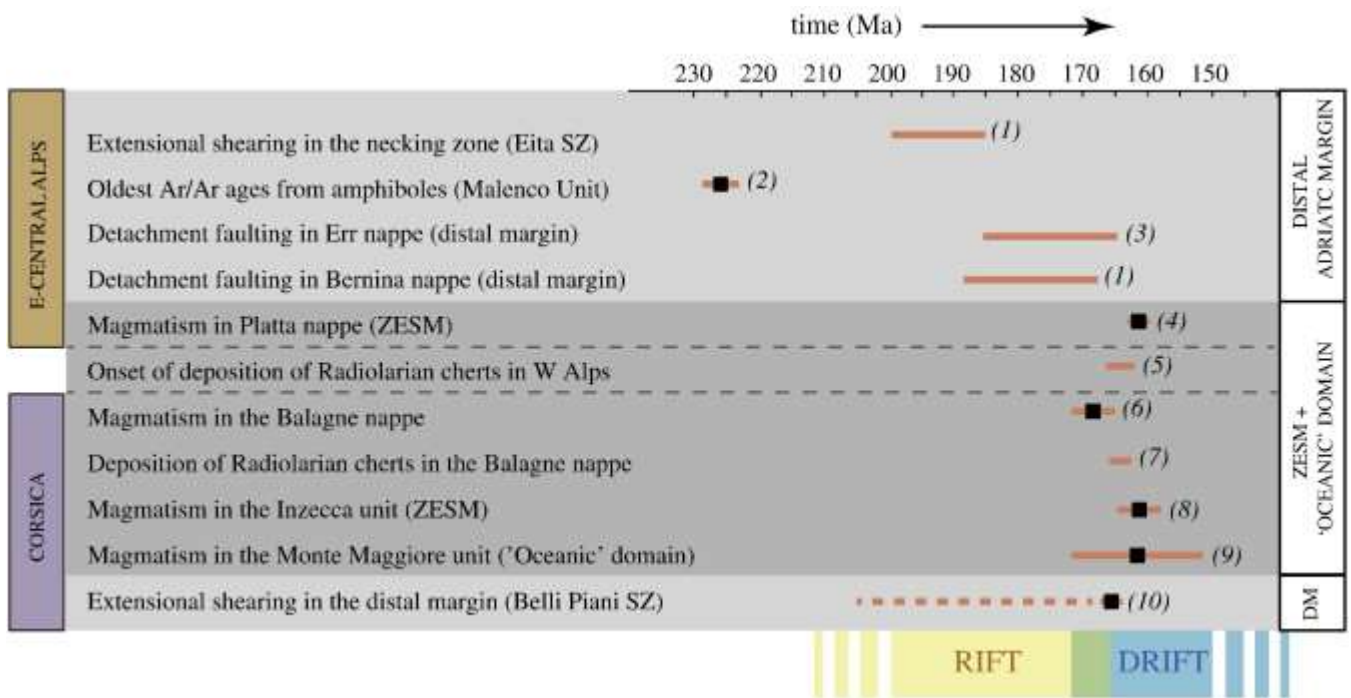 time (Ma)
230 220 210 200 190 180 170 160 150
E-CENTRAL ALPS
Extensional shearing in the necking zone (Eita SZ) (1)
Oldest Ar/Ar ages from amphiboles (Malenco Unit) (2)
Detachment faulting in Err nappe (distal margin) (3)
Detachment faulting in Bernina nappe (distal margin) (1)
DISTAL
ADRIATC MARGIN
Magmatism in Platta nappe (ZESM) (4)
Onset of deposition of Radiolarian cherts in W Alps (5)
CORSICA
Magmatism in the Balagne nappe (6)
Deposition of Radiolarian cherts in the Balagne nappe (7)
Magmatism in the Inzecca unit (ZESM) (8)
Magmatism in the Monte Maggiore unit ('Oceanic' domain) (9)
ZESM +
'OCEANIC' DOMAIN
Extensional shearing in the distal margin (Belli Piani SZ) (10)
DM
RIFT DRIFT